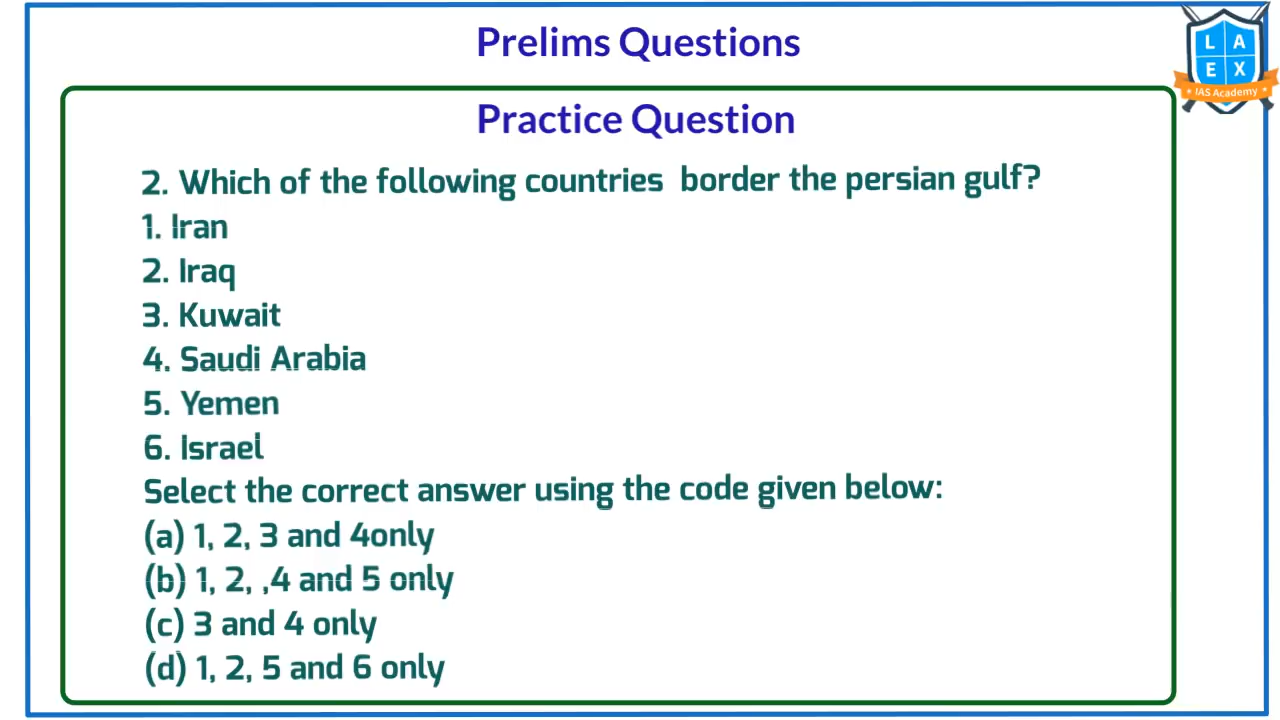 Prelims Questions
L A
E X
IAS Academy
Practice Question
2. Which of the following countries border the persian gulf?
1. Iran
2. Iraq
3. Kuwait
4. Saudi Arabia
5. Yemen
6. Israel
Select the correct answer using the code given below:
(a) 1, 2, 3 and 4only
(b) 1, 2, ,4 and 5 only
(c) 3 and 4 only
(d) 1, 2, 5 and 6 only